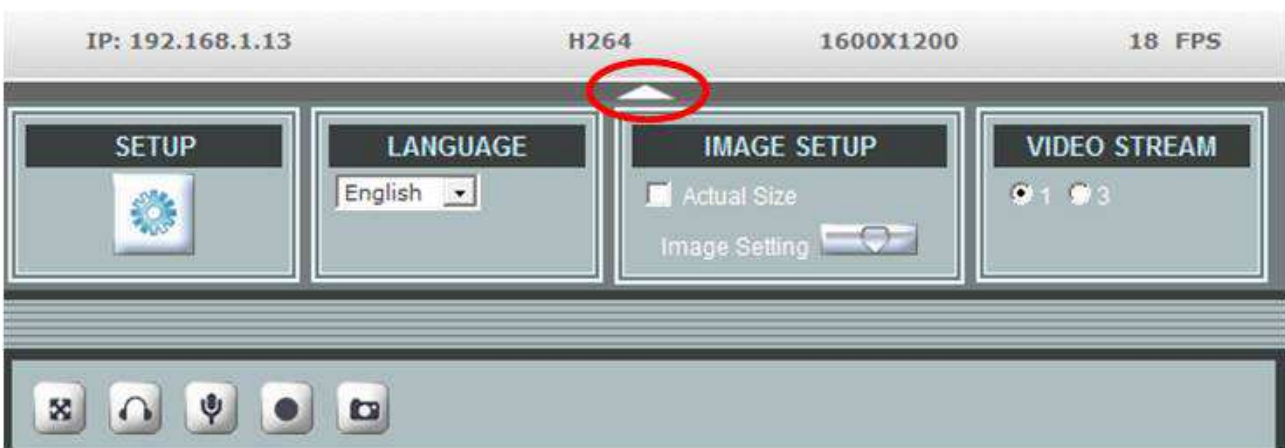 IP: 192.168.1.13 H264 1600X1200 18 FPS
SETUP
LANGUAGE
English
IMAGE SETUP
Actual Size
Image Setting
VIDEO STREAM
1 3